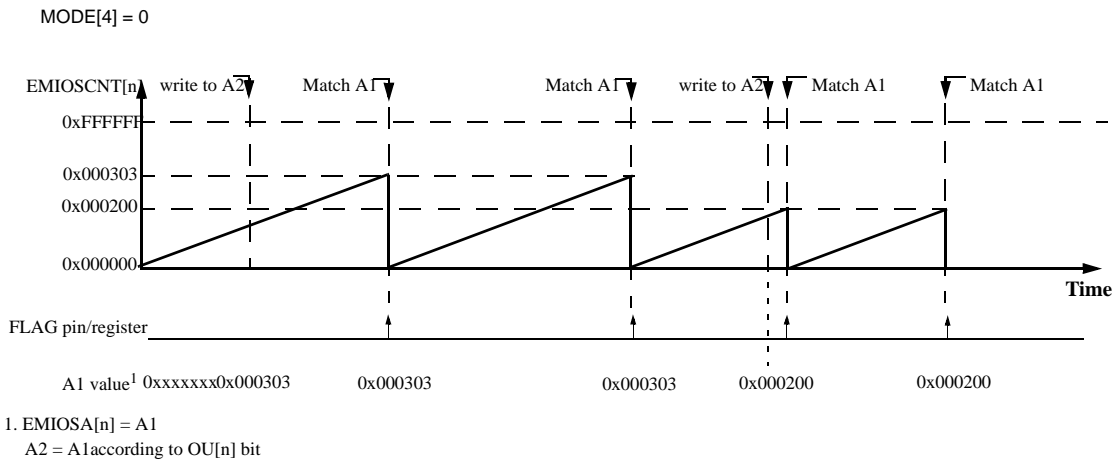 MODE[4] = 0
EMIOSCNT[n] write to A2 Match A1 Match A1 write to A2 Match A1 Match A1
0xFFFFFF
0x000303
0x000200
0x000000
Time
FLAG pin/register
A1 value1 0xxxxxxx0x000303 0x000303 0x000303 0x000200 0x000200
1. EMIOSA[n] = A1
A2 = A1according to OU[n] bit